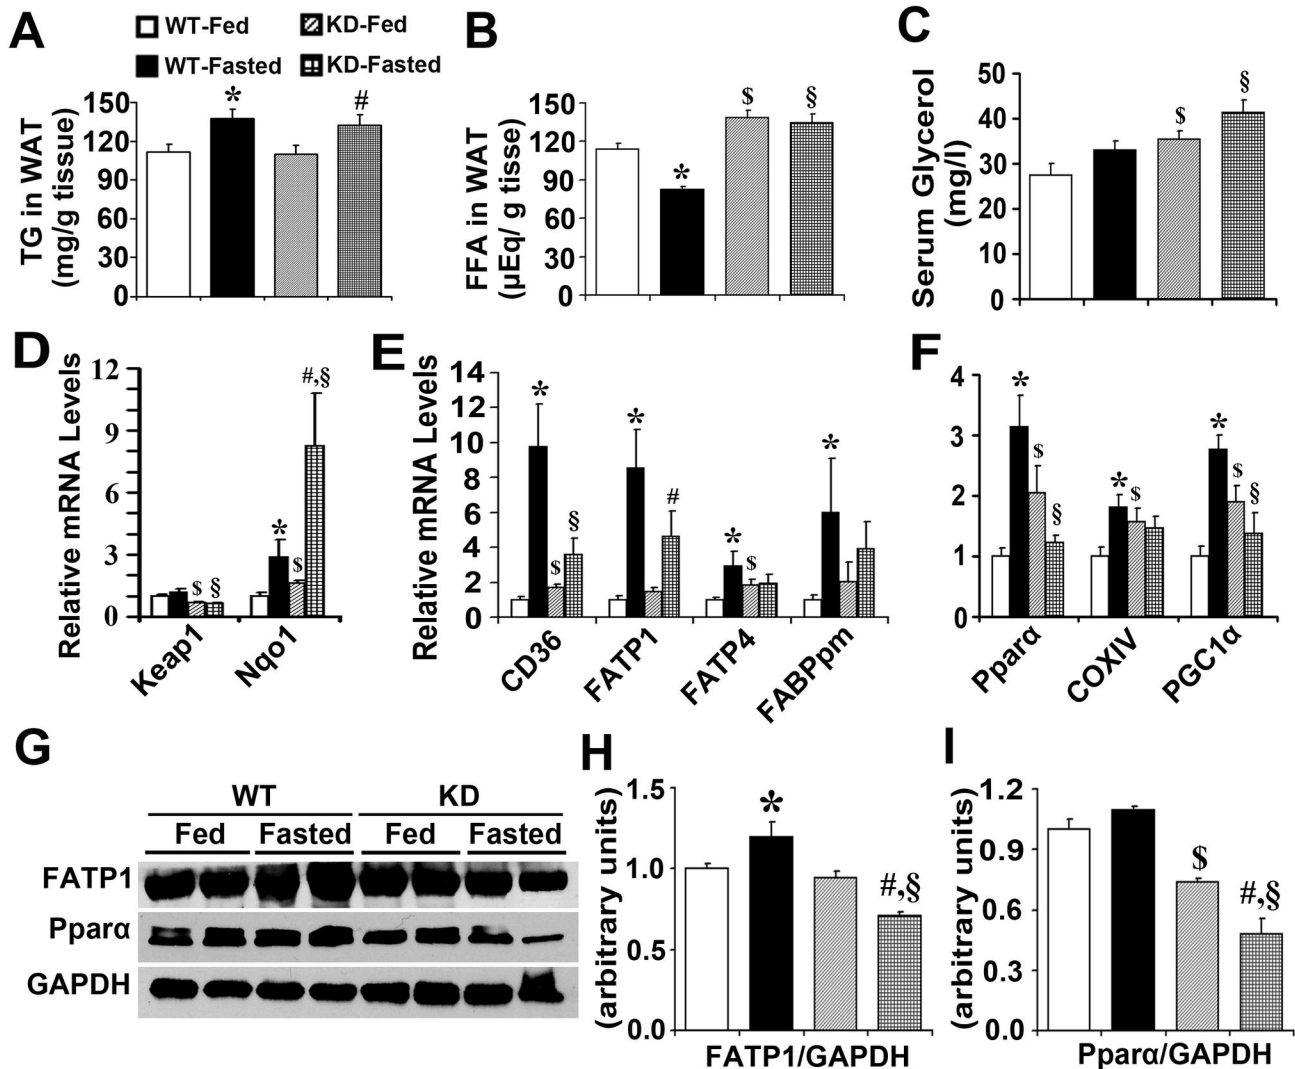 A
WT-Fed
KD-Fed
WT-Fasted
KD-Fasted
TG in WAT
(mg/g tissue)
150
120
90
60
30
0
*
#
B
FFA in WAT
(µEq/ g tissse)
150
120
90
60
30
0
*
$
§
C
Serum Glycerol
(mg/l)
50
40
30
20
10
0
$
§
D
Relative mRNA Levels
12
9
6
3
0
$
§
*
$
#,§
Keap1
Nqo1
E
Relative mRNA Levels
14
12
10
8
6
4
2
0
*
$
§
*
#
*
$
*
CD36
FATP1
FATP4
FABPpm
F
4
3
2
1
0
*
$
§
*
$
*
$
§
Pparα
COXIV
PGC1α
G
WT
KD
Fed
Fasted
Fed
Fasted
FATP1
Pparα
GAPDH
H
(arbitrary units)
1.5
1.0
0.5
0.0
*
#,§
FATP1/GAPDH
I
(arbitrary units)
1.2
0.9
0.6
0.3
0.0
$
#,§
Pparα/GAPDH